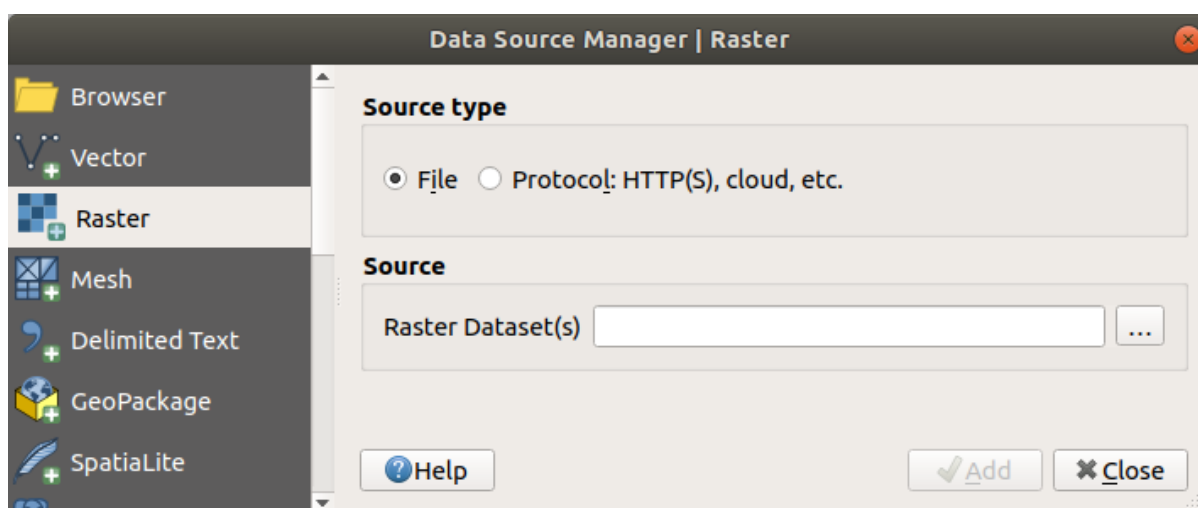 Data Source Manager | Raster
Browser
Vector
Raster
Mesh
Delimited Text
GeoPackage
SpatiaLite
Source type
File
Protocol: HTTP(S), cloud, etc.
Source
Raster Dataset(s)
...
Help
Add
Close